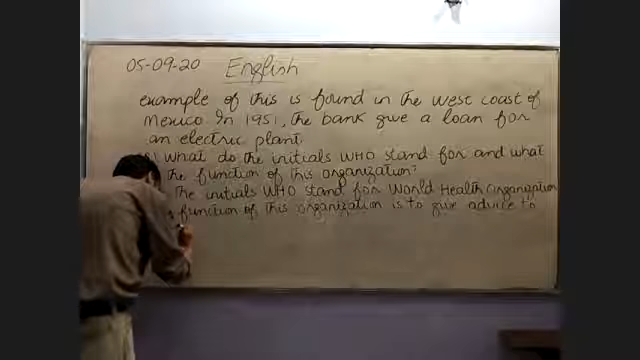 05-09-20 English
example of this is found in the west coast of
Mexico. In 1951, the bank give a loan for
an electric plant.
What do the initials WHO stand for and what
the function of this organization?
The initials WHO stand for World Health Organization
function of this organization is to give advice to